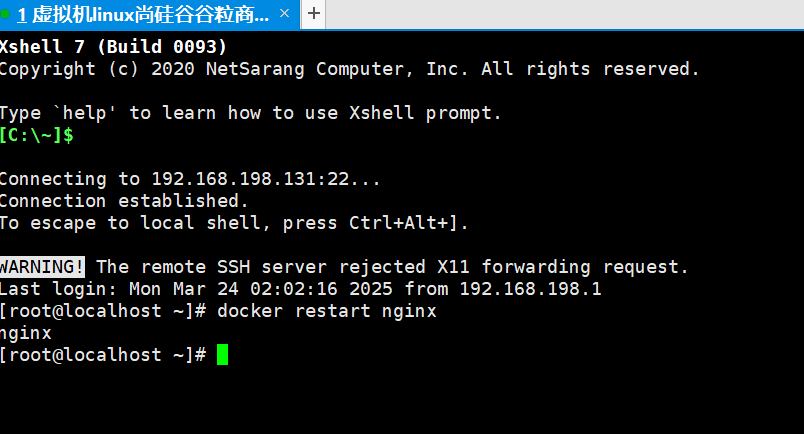 1 虚拟机linux尚硅谷谷粒商... × +
Xshell 7 (Build 0093)
Copyright (c) 2020 NetSarang Computer, Inc. All rights reserved.
Type `help' to learn how to use Xshell prompt.
[C:\~]$
Connecting to 192.168.198.131:22...
Connection established.
To escape to local shell, press Ctrl+Alt+].
WARNING! The remote SSH server rejected X11 forwarding request.
Last login: Mon Mar 24 02:02:16 2025 from 192.168.198.1
[root@localhost ~]# docker restart nginx
nginx
[root@localhost ~]#